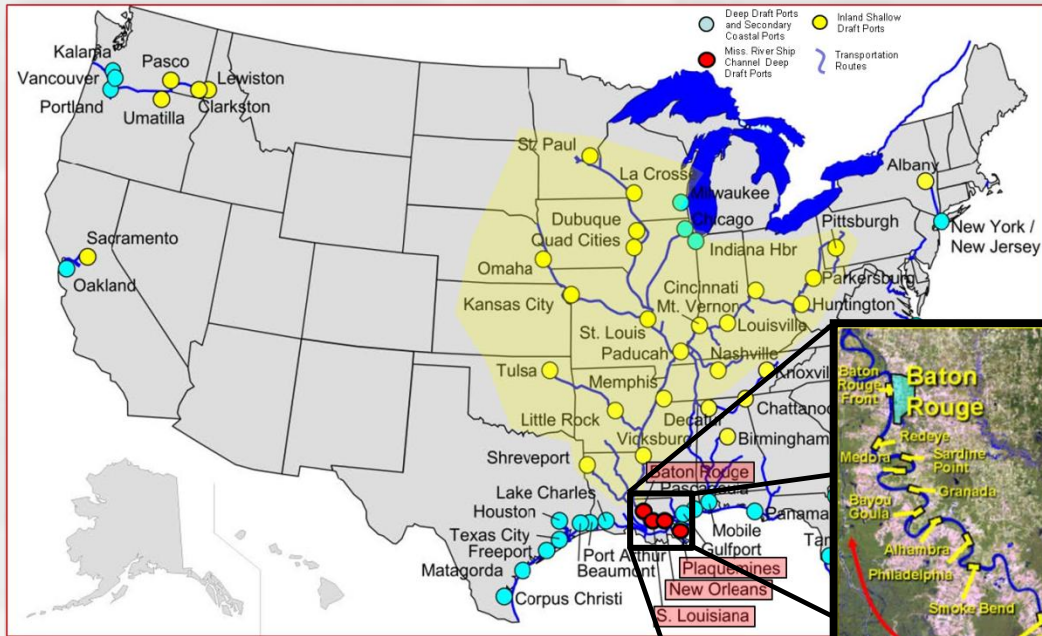 Deep Draft Ports
and Secondary
Coastal Ports
Inland Shallow
Draft Ports
Miss. River Ship
Channel Deep
Draft Ports
Transportation
Routes
Kalama
Vancouver
Portland
Pasco
Umatilla
Lewiston
Clarkston
Sacramento
Oakland
St. Paul
La Crosse
Milwaukee
Dubuque
Chicago
Quad Cities
Indiana Hbr
Omaha
Kansas City
Albany
Pittsburgh
New York /
New Jersey
Parkersburg
Huntington
Cincinnati
Mt. Vernon
Louisville
St. Louis
Paducah
Nashville
Knoxvil
Tulsa
Memphis
Little Rock
Decatur
Chattanoo
Vicksburg
Birmingham
Shreveport
Baton Rouge
Pascagoula
Lake Charles
Houston
Texas City
Freeport
Matagorda
Port Arthur
Beaumont
Corpus Christi
Mobile
Gulfport
Panama
Tam
Plaquemines
New Orleans
S. Louisiana
Baton
Rouge
Front
Baton
Rouge
Redeye
Medora
Sardine
Point
Granada
Bayou
Goula
Alhambra
Philadelphia
Smoke Bend